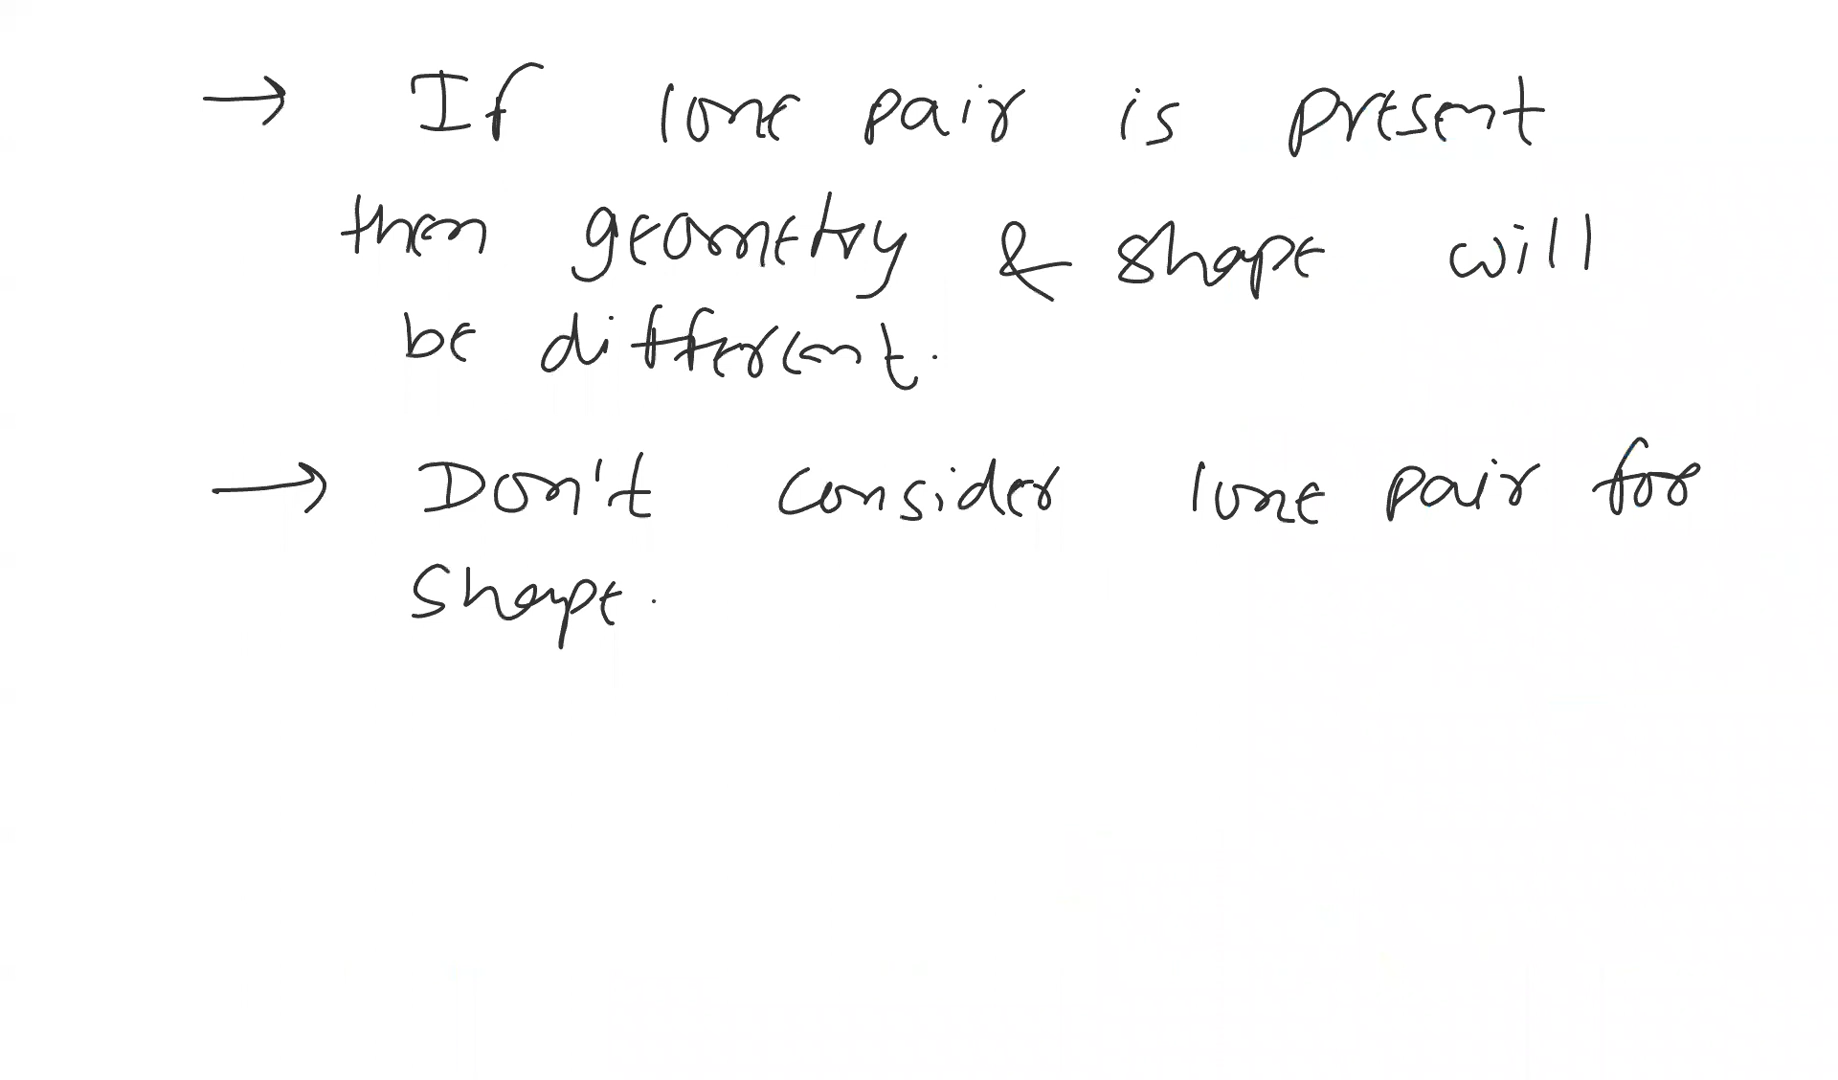 → If lone pair is present
then geometry & shape will
be different.
→ Don't consider lone pair for
shape.